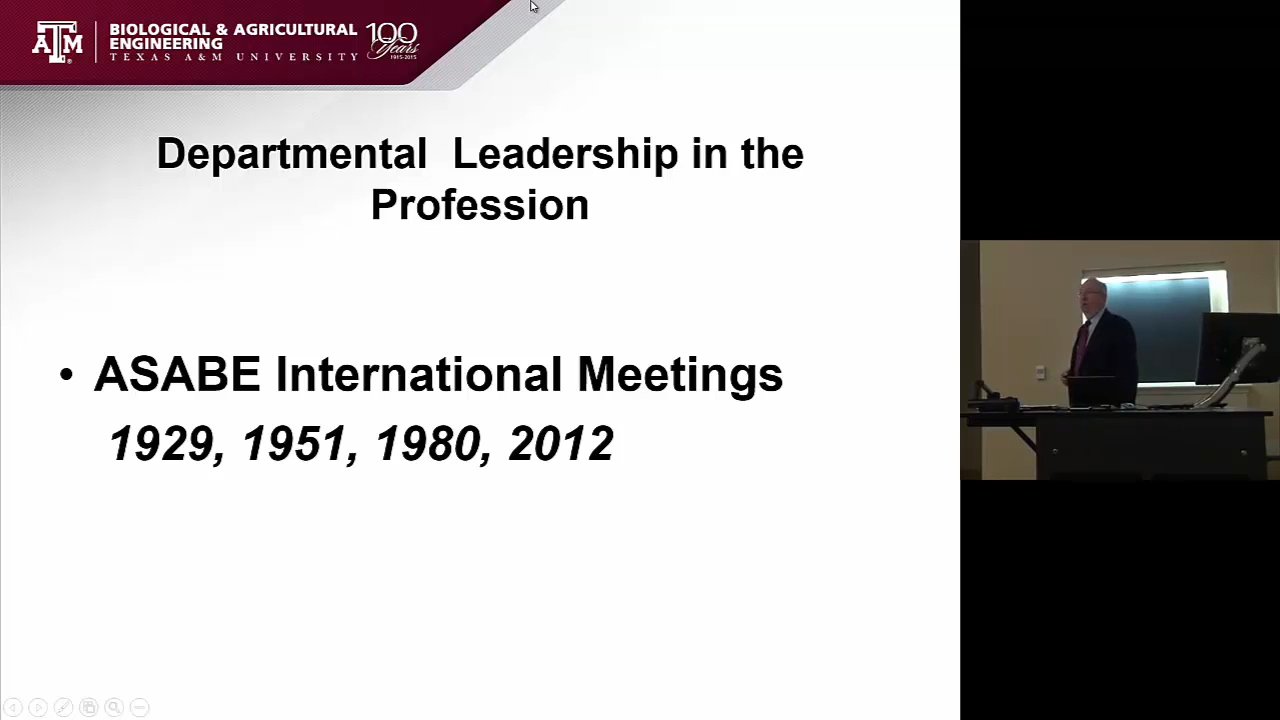 BIOLOGICAL & AGRICULTURAL
ENGINEERING
TEXAS A&M UNIVERSITY
100
Years
1915-2015
ATM
Departmental Leadership in the
Profession
• ASABE International Meetings
1929, 1951, 1980, 2012